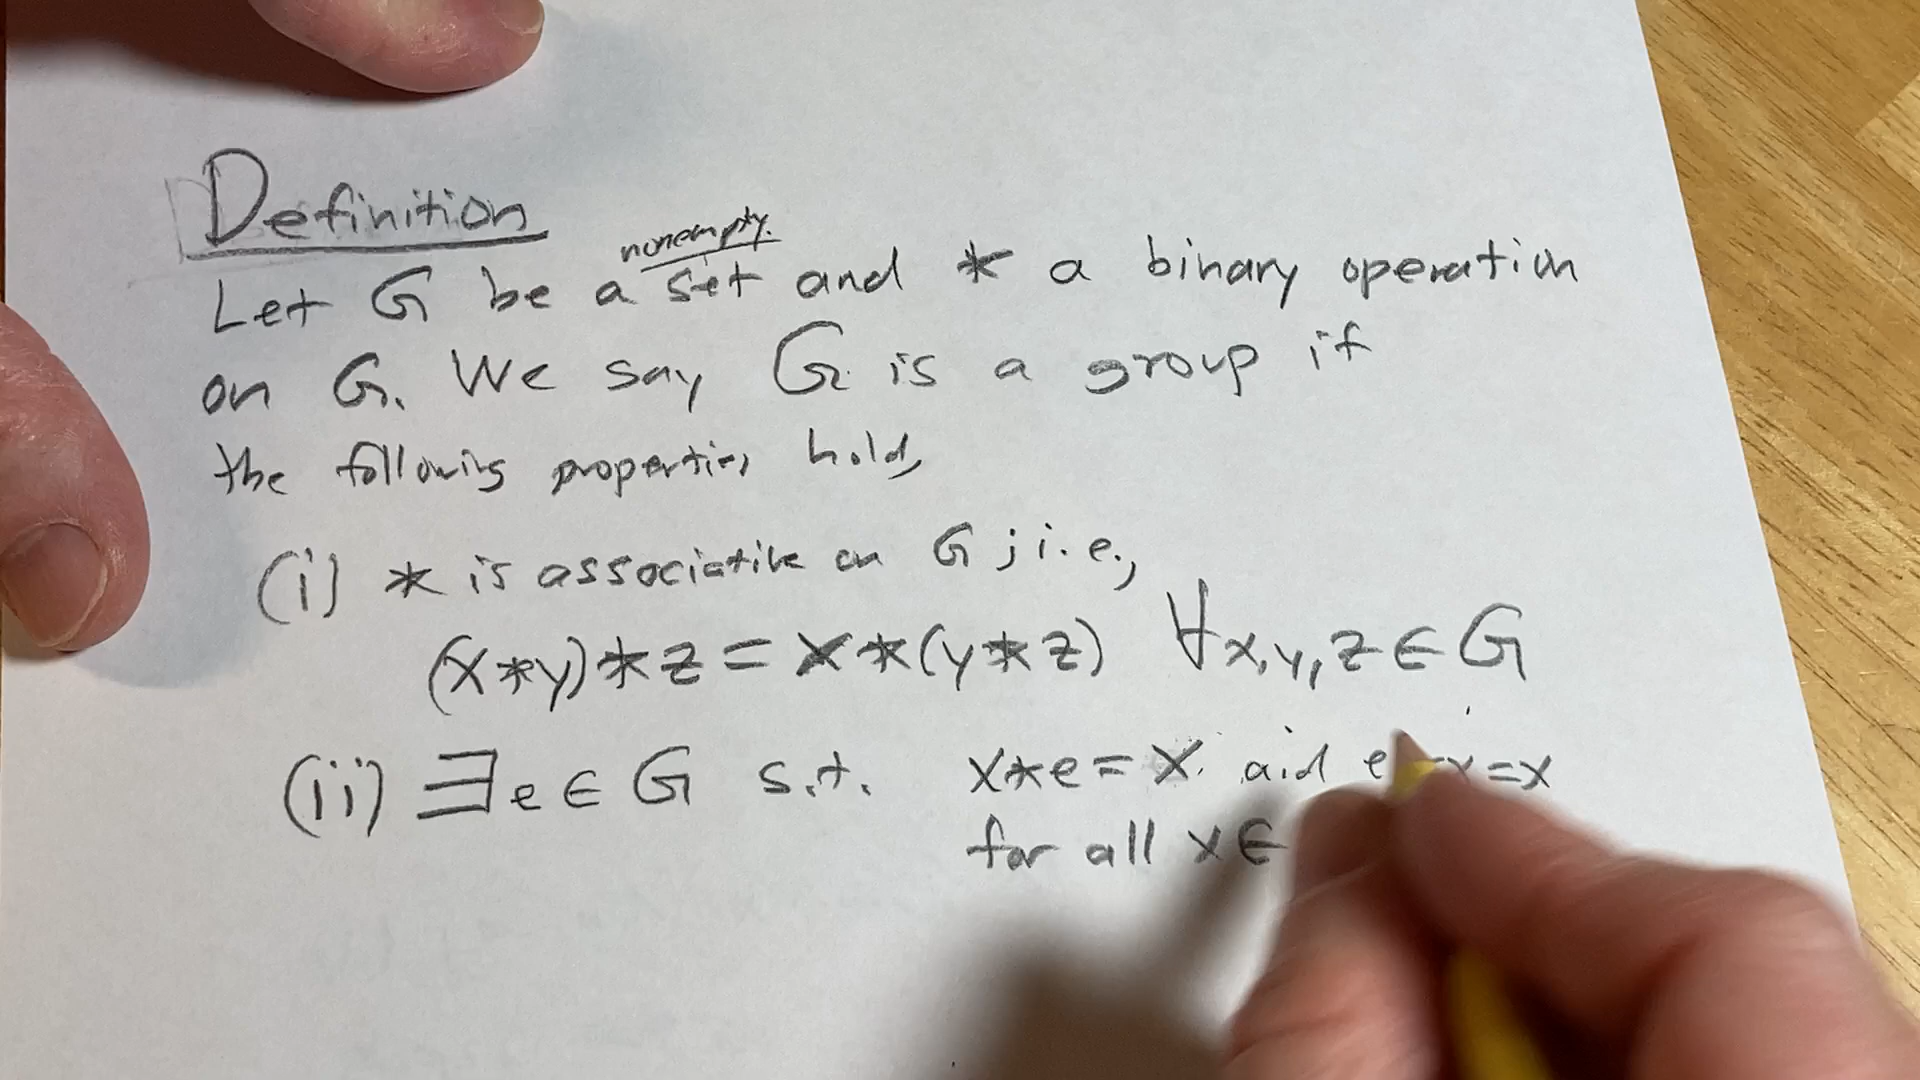 Definition
nonempty
Let G be a set and * a binary operation
on G. We say G is a group if
the following properties hold,
(i) * is associative on G; i.e.,
(x*y)*z = x*(y*z) ∀x,y,z ∈ G
(ii) ∃e ∈ G s.t. x*e = x and e x = x
for all x ∈